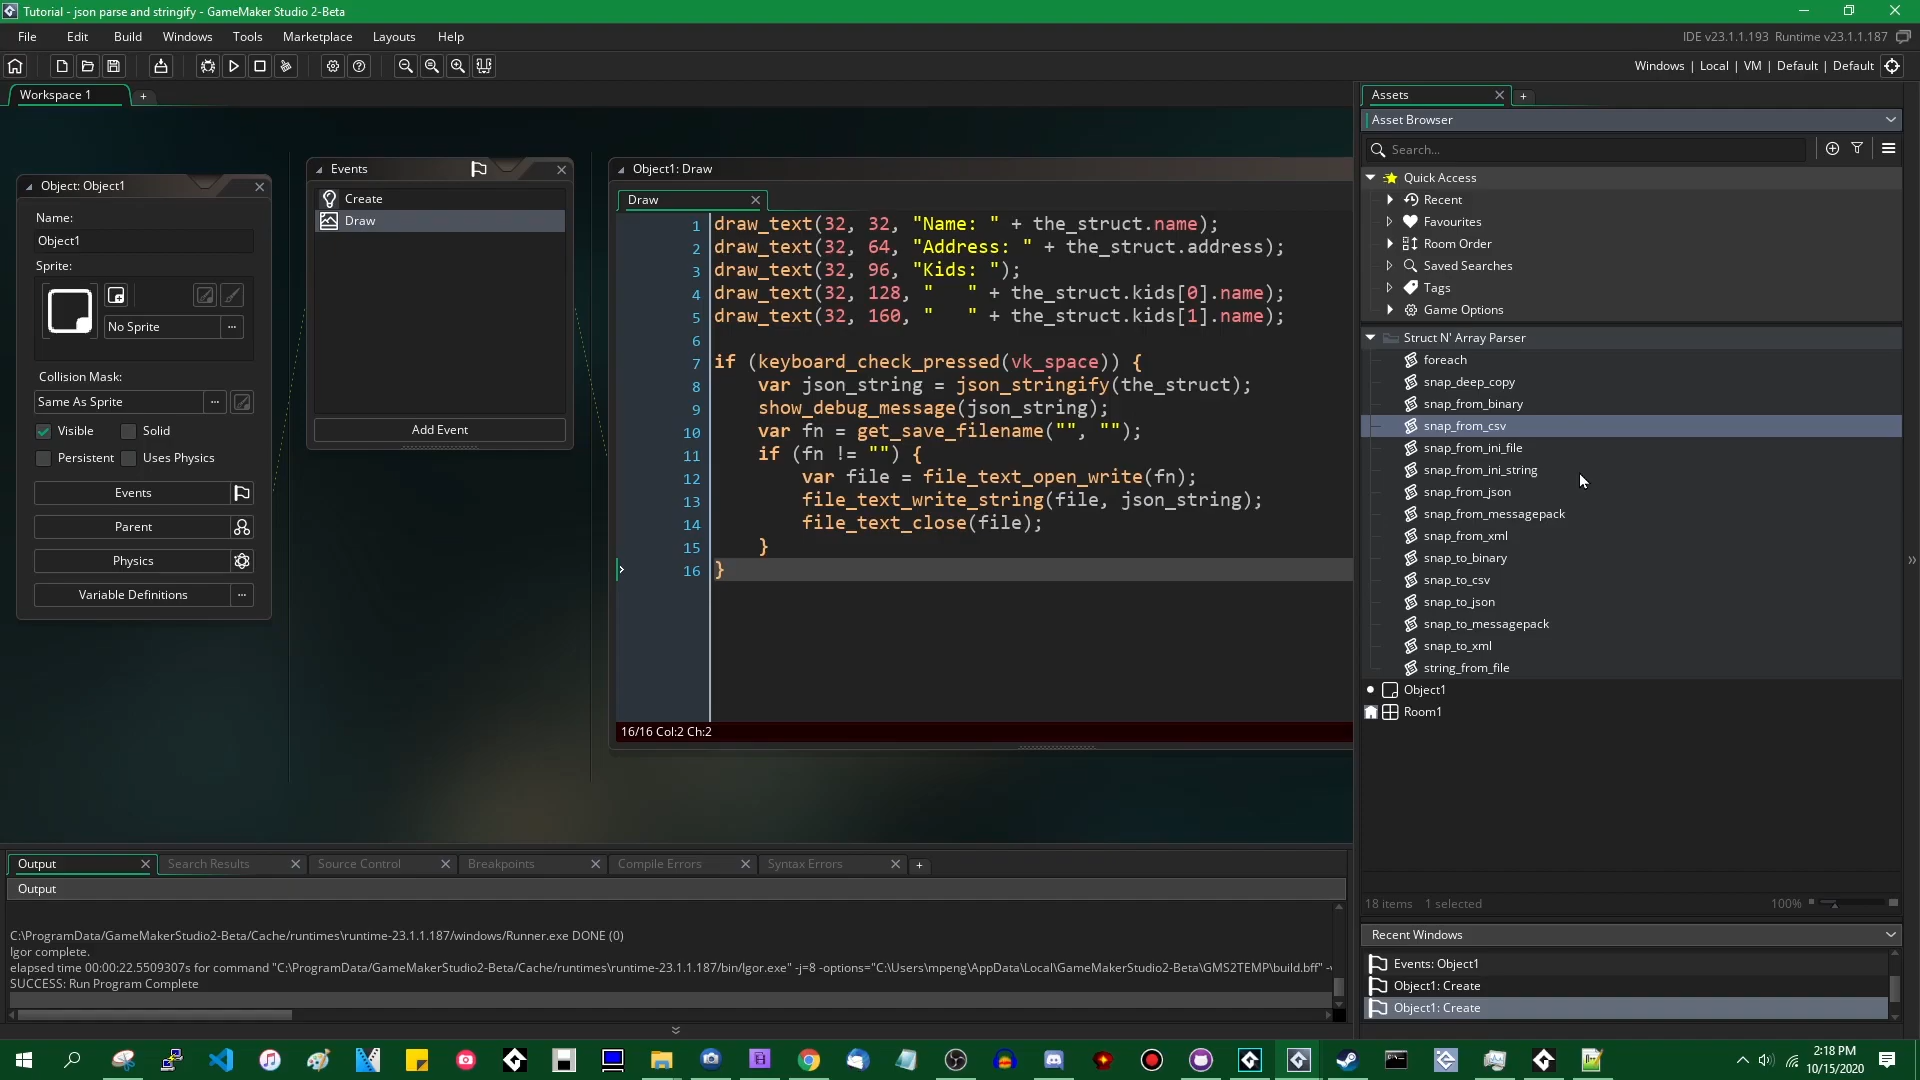 Tutorial - json parse and stringify - GameMaker Studio 2-Beta
File Edit Build Windows Tools Marketplace Layouts Help
IDE v23.1.1.193 Runtime v23.1.1.187
Windows | Local | VM | Default | Default
Workspace 1
Object: Object1
Name:
Object1
Sprite:
No Sprite
Collision Mask:
Same As Sprite
Visible
Solid
Persistent
Uses Physics
Events
Parent
Physics
Variable Definitions
Events
Create
Draw
Add Event
Object1: Draw
Draw
1 draw_text(32, 32, "Name: " + the_struct.name);
2 draw_text(32, 64, "Address: " + the_struct.address);
3 draw_text(32, 96, "Kids: ");
4 draw_text(32, 128, "   " + the_struct.kids[0].name);
5 draw_text(32, 160, "   " + the_struct.kids[1].name);
6
7 if (keyboard_check_pressed(vk_space)) {
8     var json_string = json_stringify(the_struct);
9     show_debug_message(json_string);
10     var fn = get_save_filename("", "");
11     if (fn != "") {
12         var file = file_text_open_write(fn);
13         file_text_write_string(file, json_string);
14         file_text_close(file);
15     }
16 }
16/16 Col:2 Ch:2
Assets
Asset Browser
Search...
Quick Access
Recent
Favourites
Room Order
Saved Searches
Tags
Game Options
Struct N' Array Parser
foreach
snap_deep_copy
snap_from_binary
snap_from_csv
snap_from_ini_file
snap_from_ini_string
snap_from_json
snap_from_messagepack
snap_from_xml
snap_to_binary
snap_to_csv
snap_to_json
snap_to_messagepack
snap_to_xml
string_from_file
Object1
Room1
18 items 1 selected
100%
Recent Windows
Events: Object1
Object1: Create
Object1: Create
Output Search Results Source Control Breakpoints Compile Errors Syntax Errors
Output
C:\ProgramData/GameMakerStudio2-Beta/Cache/runtimes\runtime-23.1.1.187/windows/Runner.exe DONE (0)
Igor complete.
elapsed time 00:00:22.5509307s for command "C:\ProgramData/GameMakerStudio2-Beta/Cache/runtimes\runtime-23.1.1.187/bin/Igor.exe" -j=8 -options="C:\Users\mpeng\AppData\Local\GameMakerStudio2-Beta\GMS2TEMP\build.bff"
SUCCESS: Run Program Complete
2:18 PM
10/15/2020